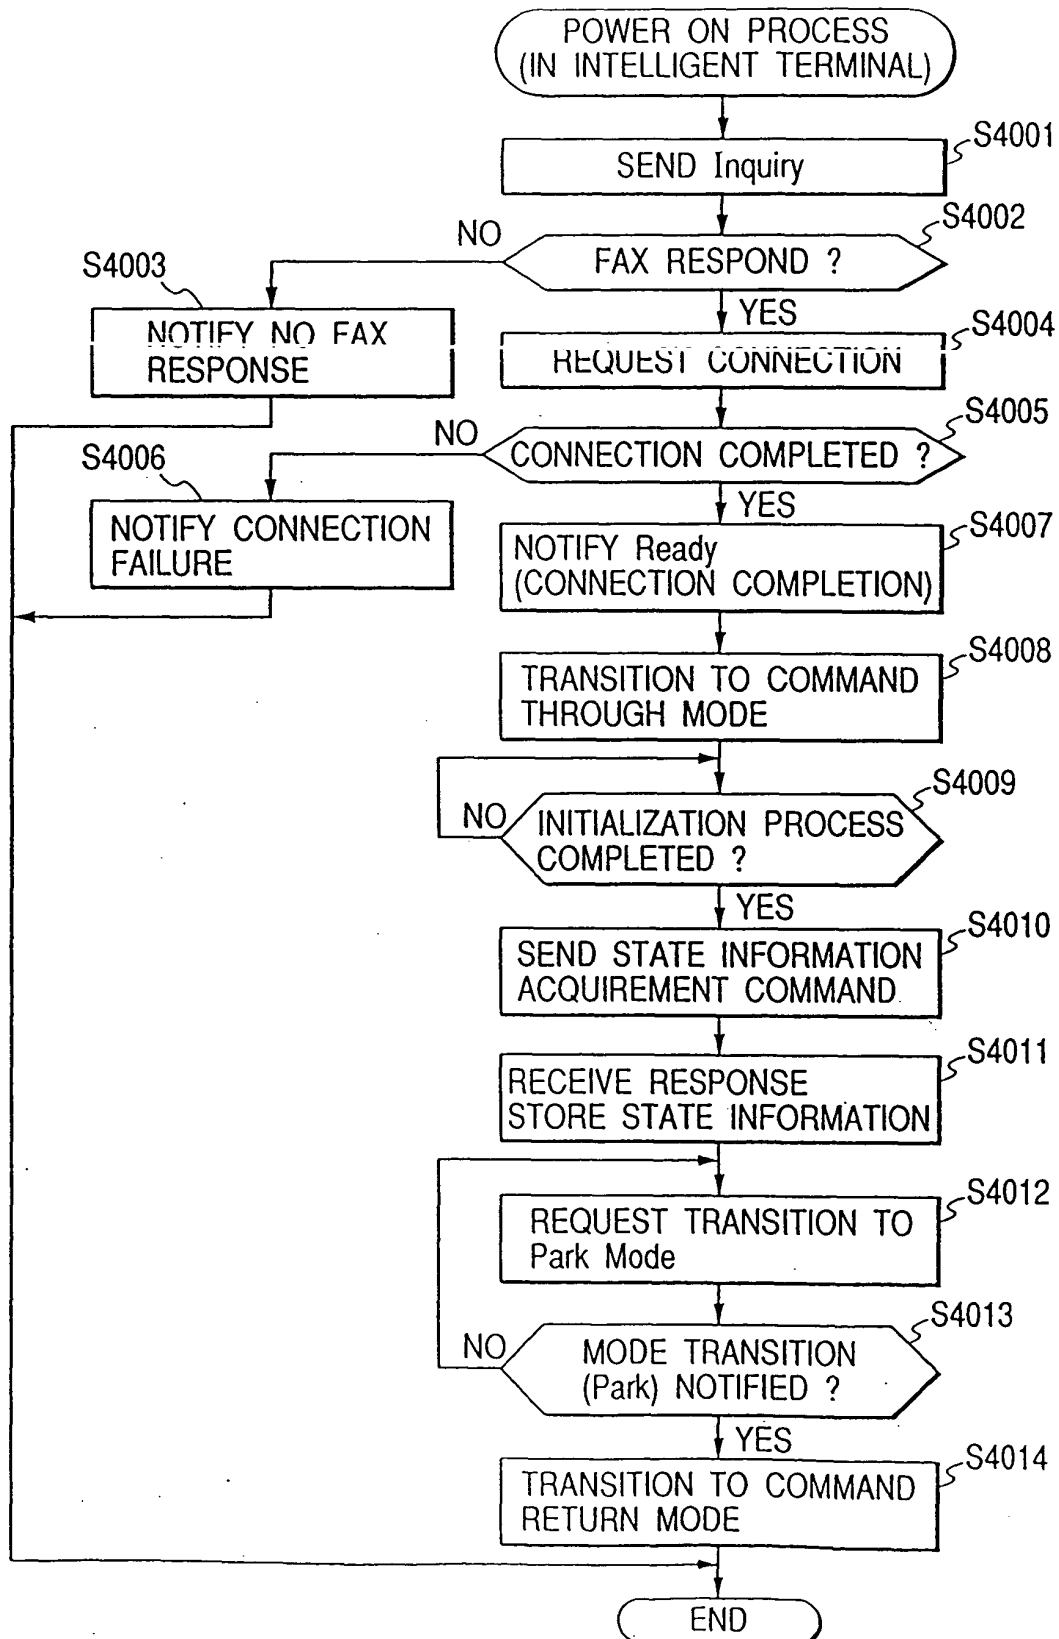 POWER ON PROCESS
(IN INTELLIGENT TERMINAL)
S4001
SEND Inquiry
S4002
NO
FAX RESPOND ?
S4003
YES
S4004
NOTIFY NO FAX
RESPONSE
REQUEST CONNECTION
S4005
NO
CONNECTION COMPLETED ?
S4006
YES
S4007
NOTIFY CONNECTION
FAILURE
NOTIFY Ready
(CONNECTION COMPLETION)
S4008
TRANSITION TO COMMAND
THROUGH MODE
S4009
NO
INITIALIZATION PROCESS
COMPLETED ?
YES
S4010
SEND STATE INFORMATION
ACQUIREMENT COMMAND
S4011
RECEIVE RESPONSE
STORE STATE INFORMATION
S4012
REQUEST TRANSITION TO
Park Mode
S4013
NO
MODE TRANSITION
(Park) NOTIFIED ?
YES
S4014
TRANSITION TO COMMAND
RETURN MODE
END